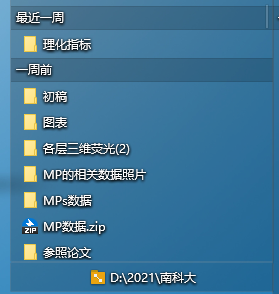 最近一周
理化指标
一周前
初稿
图表
各层三维荧光(2)
MP的相关数据照片
MPs数据
MP数据.zip
ZIP
参照论文
D:\2021\南科大